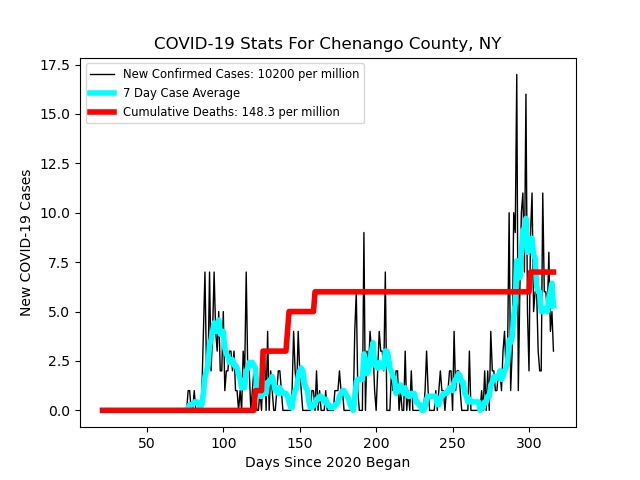 COVID-19 Stats For Chenango County, NY
17.5
15.0
12.5
10.0
7.5
5.0
2.5
0.0
New COVID-19 Cases
New Confirmed Cases: 10200 per million
7 Day Case Average
Cumulative Deaths: 148.3 per million
50 100 150 200 250 300
Days Since 2020 Began